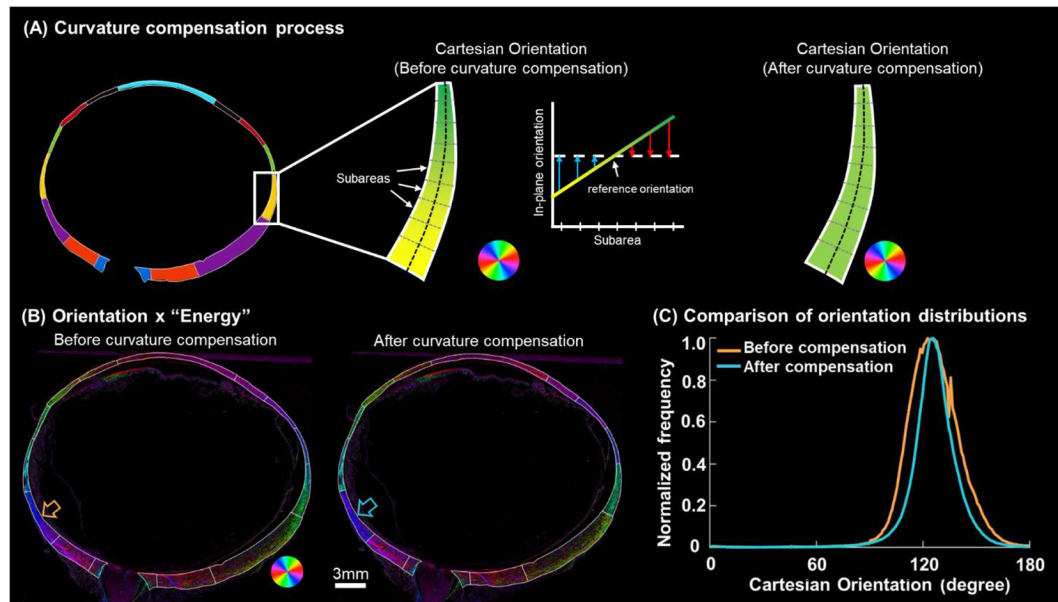 (A) Curvature compensation process
Cartesian Orientation
(Before curvature compensation)
Cartesian Orientation
(After curvature compensation)
Subareas
In-plane orientation
reference orientation
Subarea
(B) Orientation x “Energy”
Before curvature compensation
After curvature compensation
3mm
(C) Comparison of orientation distributions
Before compensation
After compensation
Normalized frequency
1.0
0.8
0.6
0.4
0.2
0
0
60
120
180
Cartesian Orientation (degree)